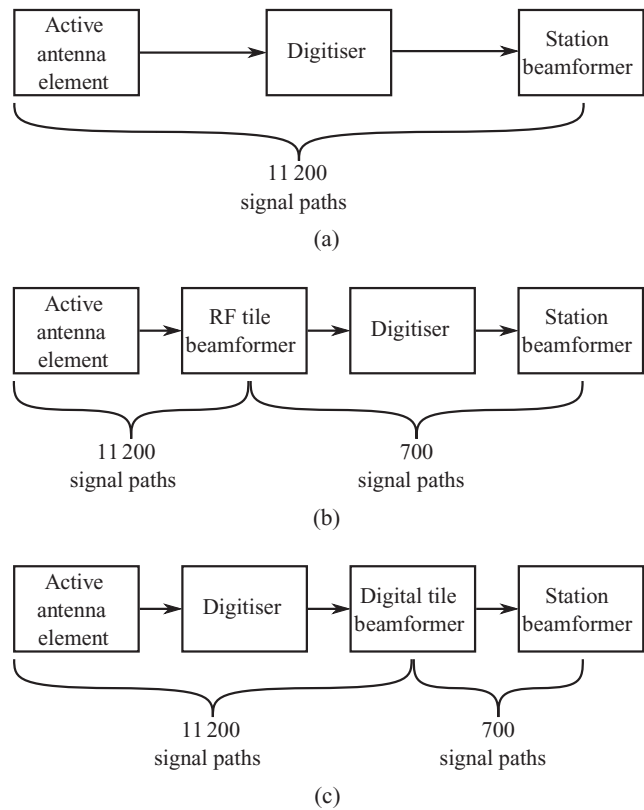 Active
antenna
element
Digitiser
Station
beamformer
11 200
signal paths
(a)
Active
antenna
element
RF tile
beamformer
Digitiser
Station
beamformer
11 200
signal paths
700
signal paths
(b)
Active
antenna
element
Digitiser
Digital tile
beamformer
Station
beamformer
11 200
signal paths
700
signal paths
(c)